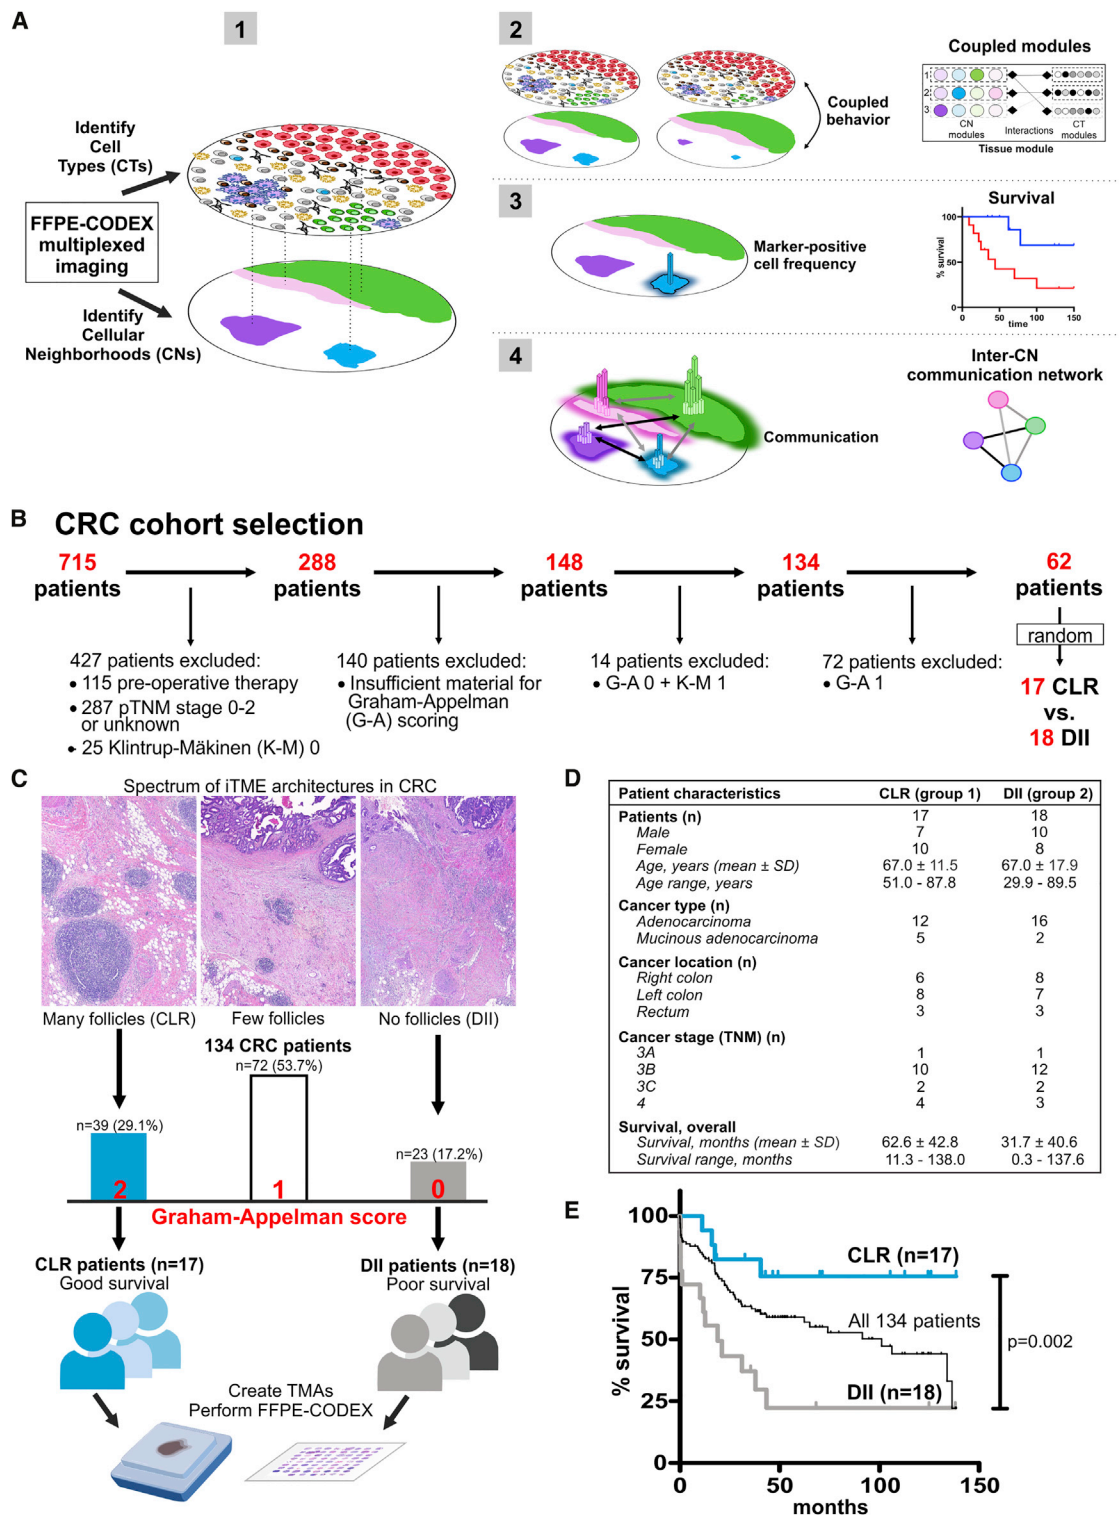 A
1
Identify
Cell
Types (CTs)
FFPE-CODEX
multiplexed
imaging
Identify
Cellular
Neighborhoods (CNs)
2
Coupled
behavior
Coupled modules
1
2
3
CN
modules
Interactions
CT
modules
Tissue module
3
Marker-positive
cell frequency
Survival
% survival
100
50
0
0
50
100
150
time
4
Communication
Inter-CN
communication network
B
CRC cohort selection
715
patients
288
patients
148
patients
134
patients
62
patients
427 patients excluded:
• 115 pre-operative therapy
• 287 pTNM stage 0-2
or unknown
• 25 Klintrup-Mäkinen (K-M) 0
140 patients excluded:
• Insufficient material for
Graham-Appelman
(G-A) scoring
14 patients excluded:
• G-A 0 + K-M 1
72 patients excluded:
• G-A 1
random
17 CLR
vs.
18 DII
C
Spectrum of iTME architectures in CRC
Many follicles (CLR)
Few follicles
No follicles (DII)
134 CRC patients
n=72 (53.7%)
n=39 (29.1%)
n=23 (17.2%)
2
1
0
Graham-Appelman score
CLR patients (n=17)
Good survival
DII patients (n=18)
Poor survival
Create TMAs
Perform FFPE-CODEX
D
Patient characteristics CLR (group 1) DII (group 2)
Patients (n) 17 18
Male 7 10
Female 10 8
Age, years (mean ± SD) 67.0 ± 11.5 67.0 ± 17.9
Age range, years 51.0 - 87.8 29.9 - 89.5
Cancer type (n)
Adenocarcinoma 12 16
Mucinous adenocarcinoma 5 2
Cancer location (n)
Right colon 6 8
Left colon 8 7
Rectum 3 3
Cancer stage (TNM) (n)
3A 1 1
3B 10 12
3C 2 2
4 4 3
Survival, overall
Survival, months (mean ± SD) 62.6 ± 42.8 31.7 ± 40.6
Survival range, months 11.3 - 138.0 0.3 - 137.6
E
% survival
100
75
50
25
0
0
50
100
150
months
CLR (n=17)
All 134 patients
DII (n=18)
p=0.002